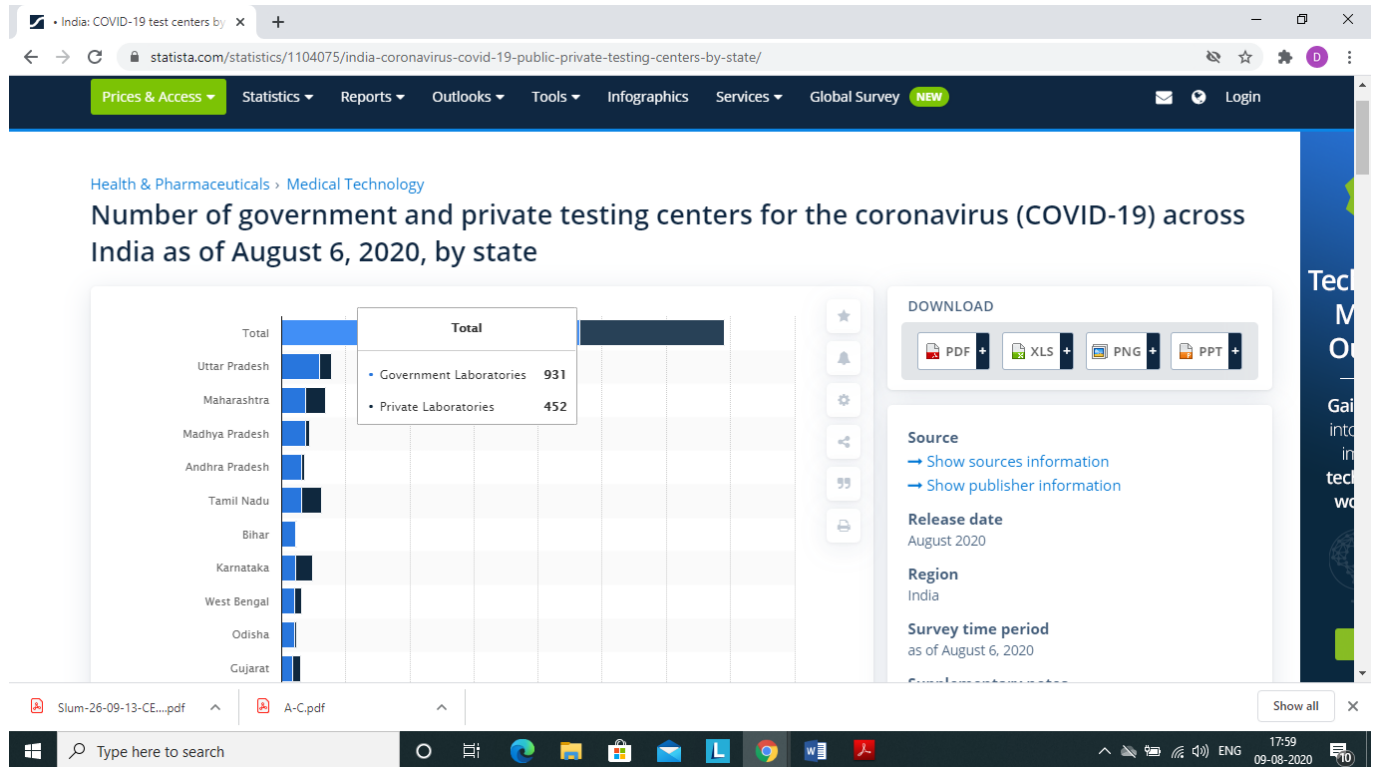 • India: COVID-19 test centers by
statista.com/statistics/1104075/india-coronavirus-covid-19-public-private-testing-centers-by-state/
D
Prices & Access Statistics Reports Outlooks Tools Infographics Services Global Survey NEW Login
Health & Pharmaceuticals › Medical Technology
Number of government and private testing centers for the coronavirus (COVID-19) across
India as of August 6, 2020, by state
Total
Uttar Pradesh
Maharashtra
Madhya Pradesh
Andhra Pradesh
Tamil Nadu
Bihar
Karnataka
West Bengal
Odisha
Gujarat
Total
• Government Laboratories 931
• Private Laboratories 452
DOWNLOAD
PDF + XLS + PNG + PPT +
Source
→ Show sources information
→ Show publisher information
Release date
August 2020
Region
India
Survey time period
as of August 6, 2020
Supplementary notes
Slum-26-09-13-CE....pdf A-C.pdf Show all
Type here to search
L
ENG
17:59
09-08-2020
10